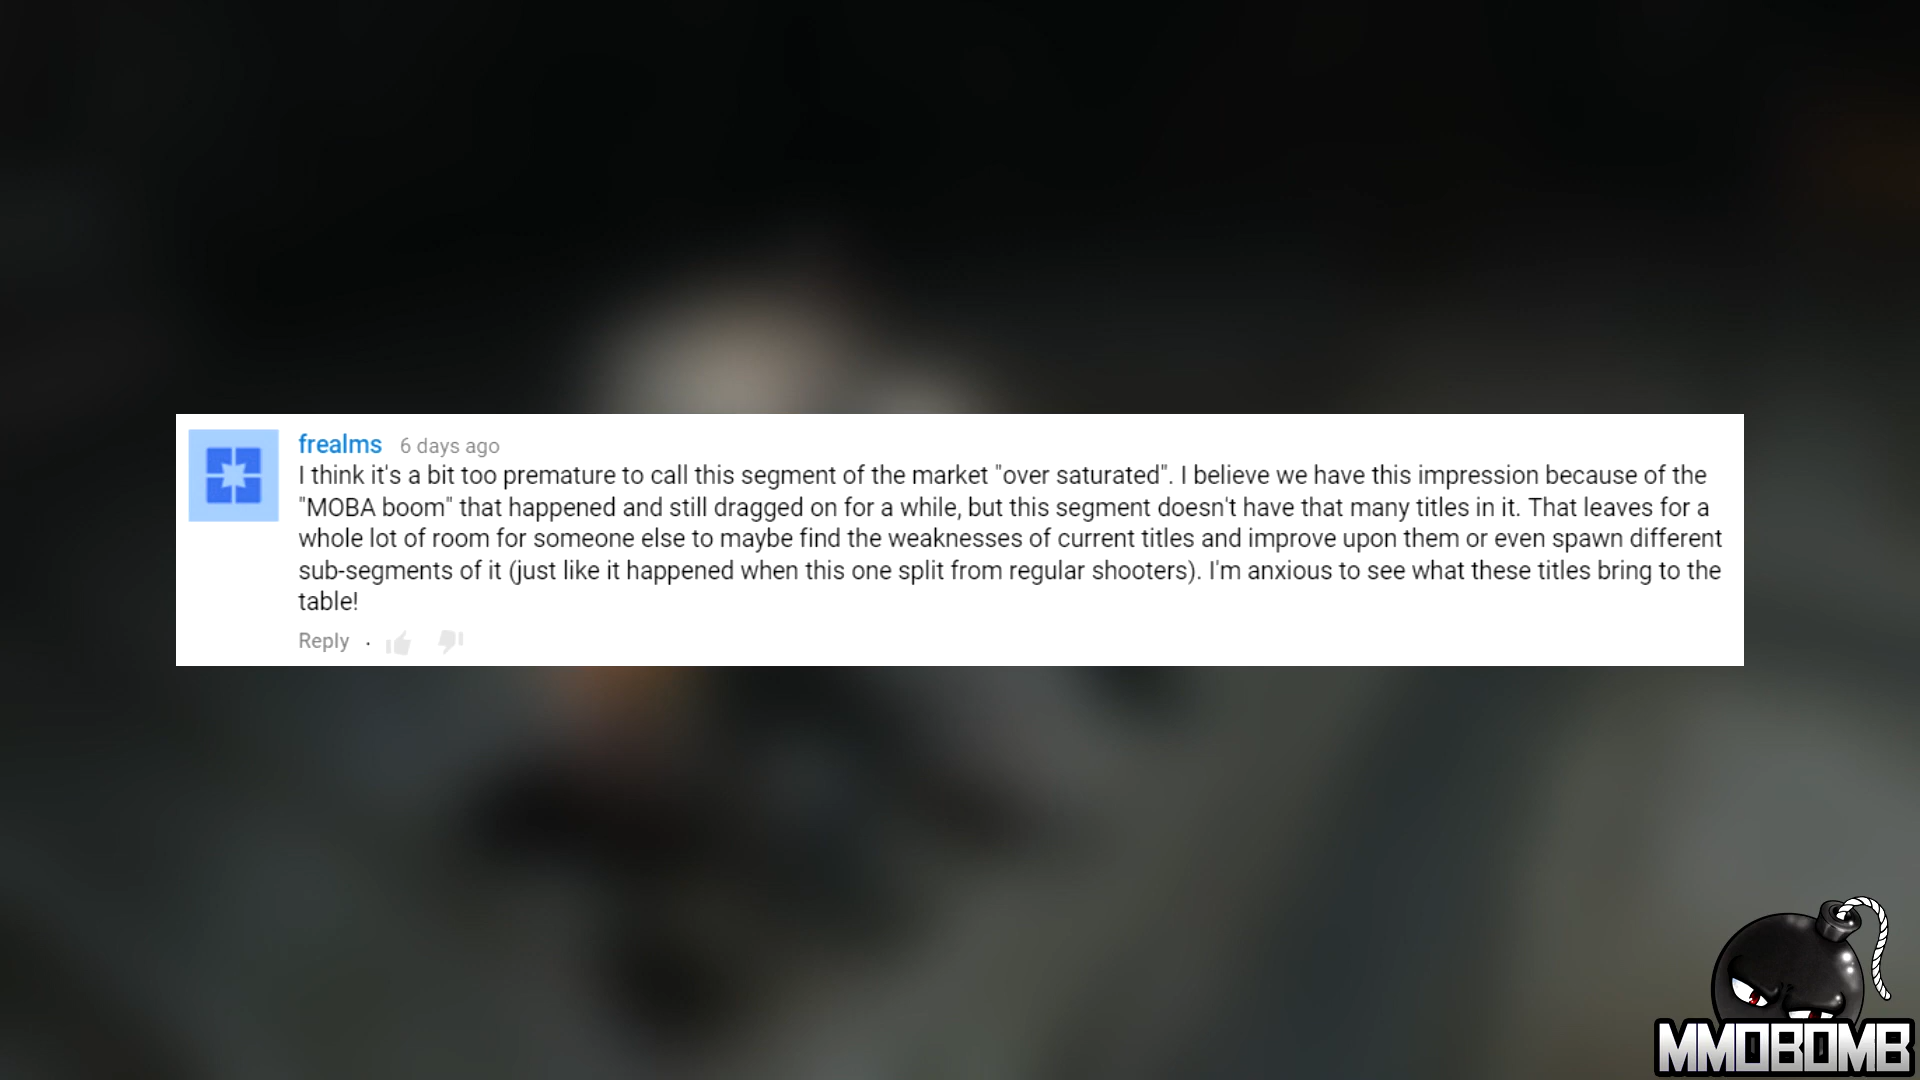 frealms 6 days ago
I think it's a bit too premature to call this segment of the market "over saturated". I believe we have this impression because of the
"MOBA boom" that happened and still dragged on for a while, but this segment doesn't have that many titles in it. That leaves for a
whole lot of room for someone else to maybe find the weaknesses of current titles and improve upon them or even spawn different
sub-segments of it (just like it happened when this one split from regular shooters). I'm anxious to see what these titles bring to the
table!
Reply ·
MMOBOMB